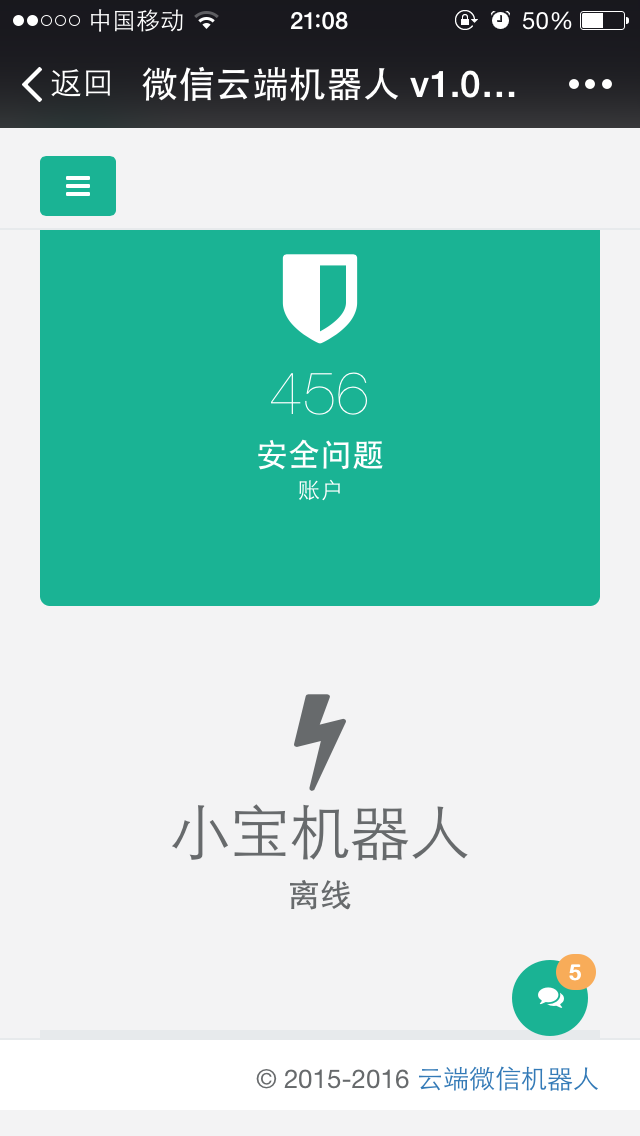 中国移动 21:08 50%
返回 微信云端机器人 v1.0...
456
安全问题
账户
小宝机器人
离线
5
© 2015-2016 云端微信机器人